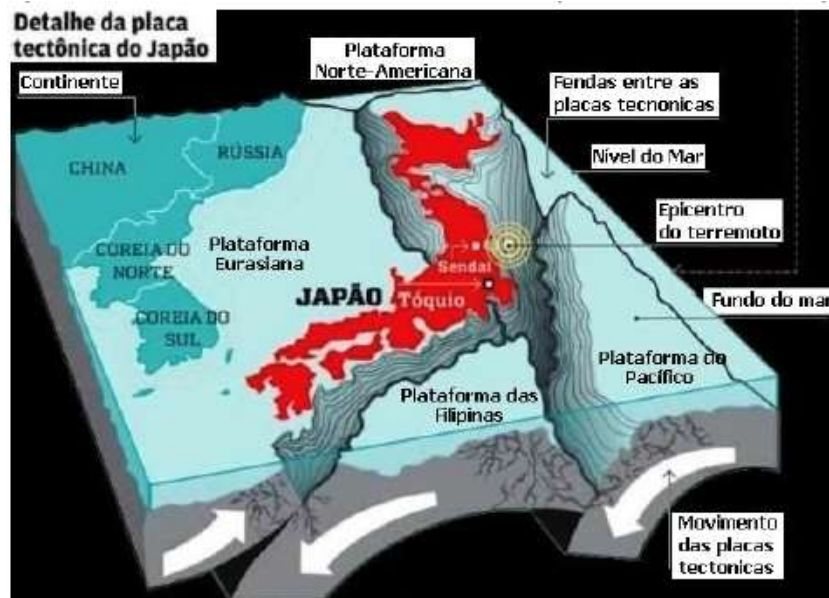 Detalhe da placa
tectônica do Japão
Continente
Plataforma
Norte-Americana
Fendas entre as
placas tecnonicas
Nível do Mar
Epicentro
do terremoto
Fundo do mar
CHINA
RÚSSIA
COREIA DO
NORTE
Plataforma
Eurasiana
COREIA DO
SUL
JAPÃO
Sendai
Tóquio
Plataforma das
Filipinas
Plataforma do
Pacífico
Movimento
das placas
tectonicas